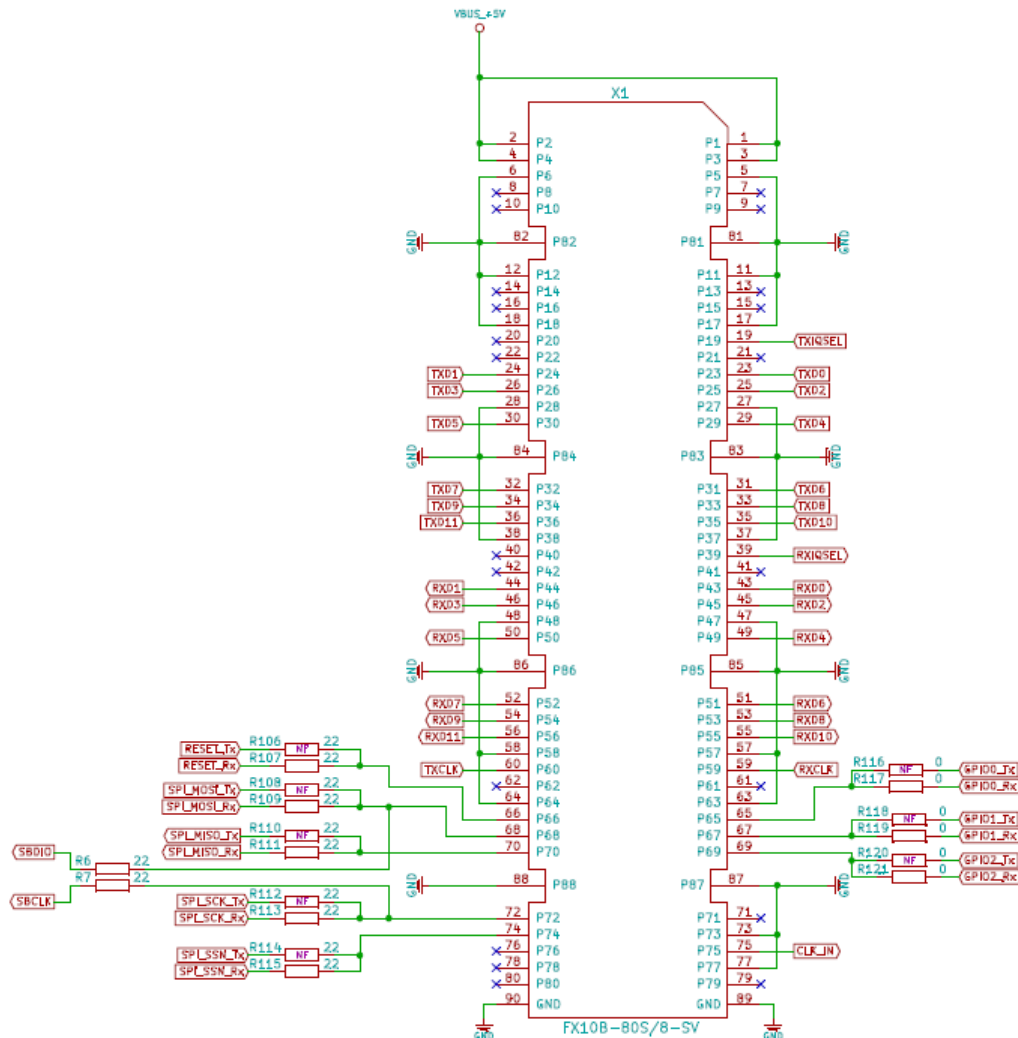 VBUS_+5V
X1
2 P2 P1 1
4 P4 P3 3
6 P6 P5 5
8 P8 P7 7
10 P10 P9 9
GND 82 P82 P81 81 GND
12 P12 P11 11
14 P14 P13 13
16 P16 P15 15
18 P18 P17 17
20 P20 P19 19 TXIQSEL
22 P22 P21 21
TXD1 24 P24 P23 23 TXD0
TXD3 26 P26 P25 25 TXD2
28 P28 P27 27
TXD5 30 P30 P29 29 TXD4
GND 84 P84 P83 83 GND
TXD7 32 P32 P31 31 TXD6
TXD9 34 P34 P33 33 TXD8
TXD11 36 P36 P35 35 TXD10
38 P38 P37 37
40 P40 P39 39 RXIQSEL
42 P42 P41 41
RXD1 44 P44 P43 43 RXD0
RXD3 46 P46 P45 45 RXD2
48 P48 P47 47
RXD5 50 P50 P49 49 RXD4
GND 86 P86 P85 85 GND
RXD7 52 P52 P51 51 RXD6
RXD9 54 P54 P53 53 RXD8
RXD11 56 P56 P55 55 RXD10
58 P58 P57 57
TXCLK 60 P60 P59 59 RXCLK
62 P62 P61 61
64 P64 P63 63
66 P66 P65 65
68 P68 P67 67
70 P70 P69 69
GND 88 P88 P87 87 GND
72 P72 P71 71
74 P74 P73 73
76 P76 P75 75 CLK_IN
78 P78 P77 77
80 P80 P79 79
90 GND GND 89
GND GND
FX10B-80S/8-SV
RESET_Tx R106 NF 22
RESET_Rx R107 22
SPI_MOSI_Tx R108 NF 22
SPI_MOSI_Rx R109 22
SPI_MISO_Tx R110 NF 22
SPI_MISO_Rx R111 22
SBDIO R6 22
SBCLK R7 22
SPI_SCK_Tx R112 NF 22
SPI_SCK_Rx R113 22
SPI_SSN_Tx R114 NF 22
SPI_SSN_Rx R115 22
R116 NF 0 GPIO0_Tx
R117 0 GPIO0_Rx
R118 NF 0 GPIO1_Tx
R119 0 GPIO1_Rx
R120 NF 0 GPIO2_Tx
R121 0 GPIO2_Rx